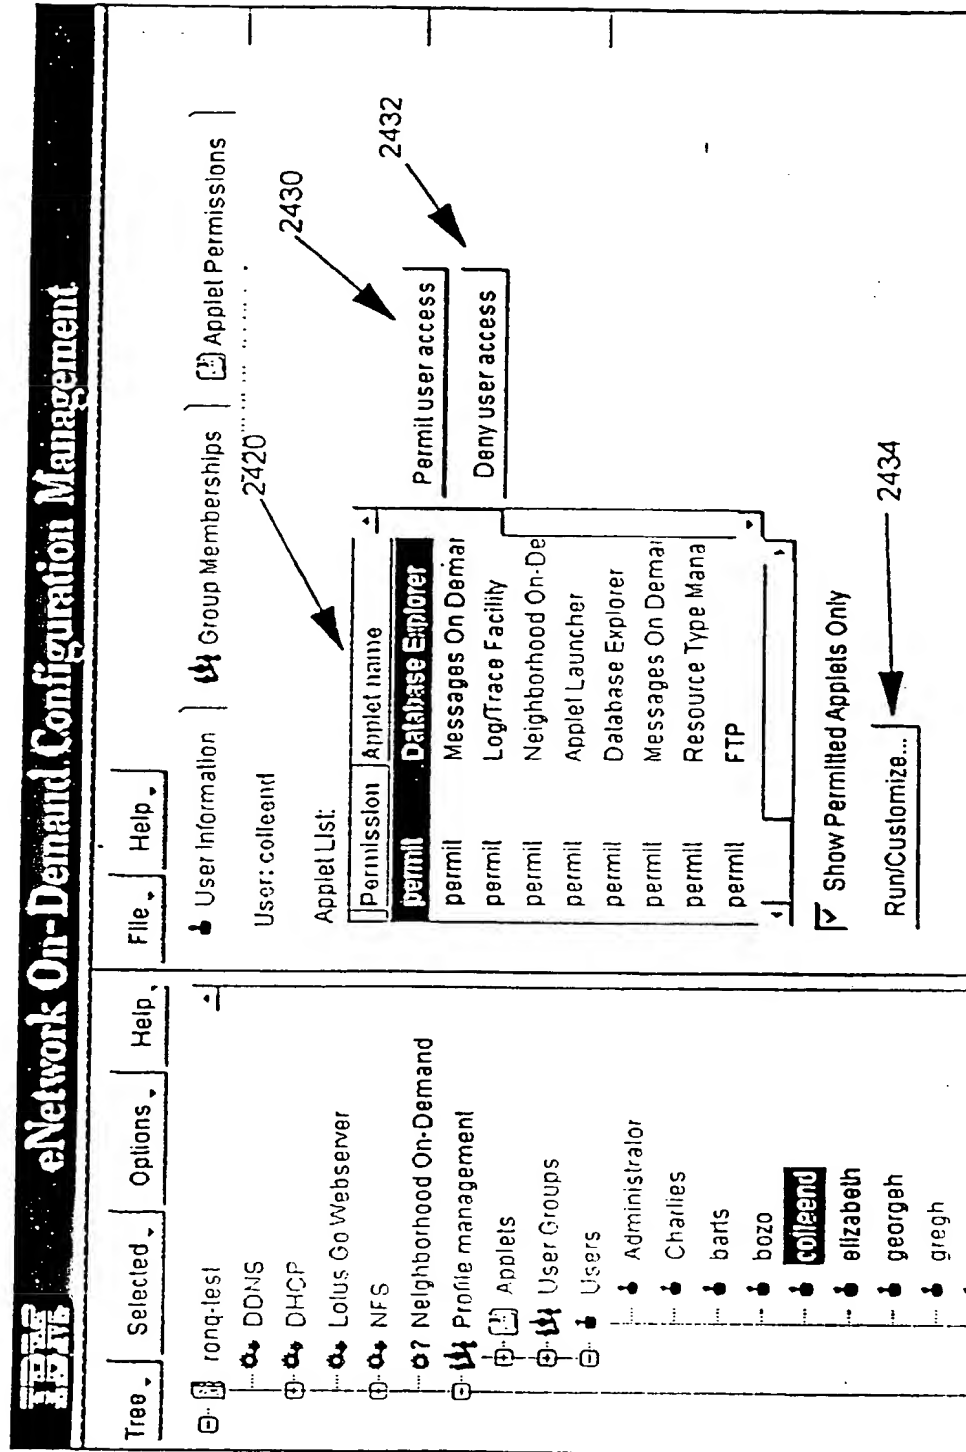 IBM
eNetwork On-Demand Configuration Management
Tree Selected Options Help
File Help
ronq-test
DDNS
DHCP
Lotus Go Webserver
NFS
Neighborhood On-Demand
Profile management
Applets
User Groups
Users
Administrator
Charlies
barts
bozo
colleend
elizabeth
georgeh
gregh
User Information Group Memberships Applet Permissions
User: colleend
2420
Applet List:
Permission Applet name
permit Database Explorer
permit Messages On Deman
permit Log/Trace Facility
permit Neighborhood On-De
permit Applet Launcher
permit Database Explorer
permit Messages On Deman
permit Resource Type Mana
permit FTP
Permit user access
2430
Deny user access
2432
Show Permitted Applets Only
Run/Customize...
2434